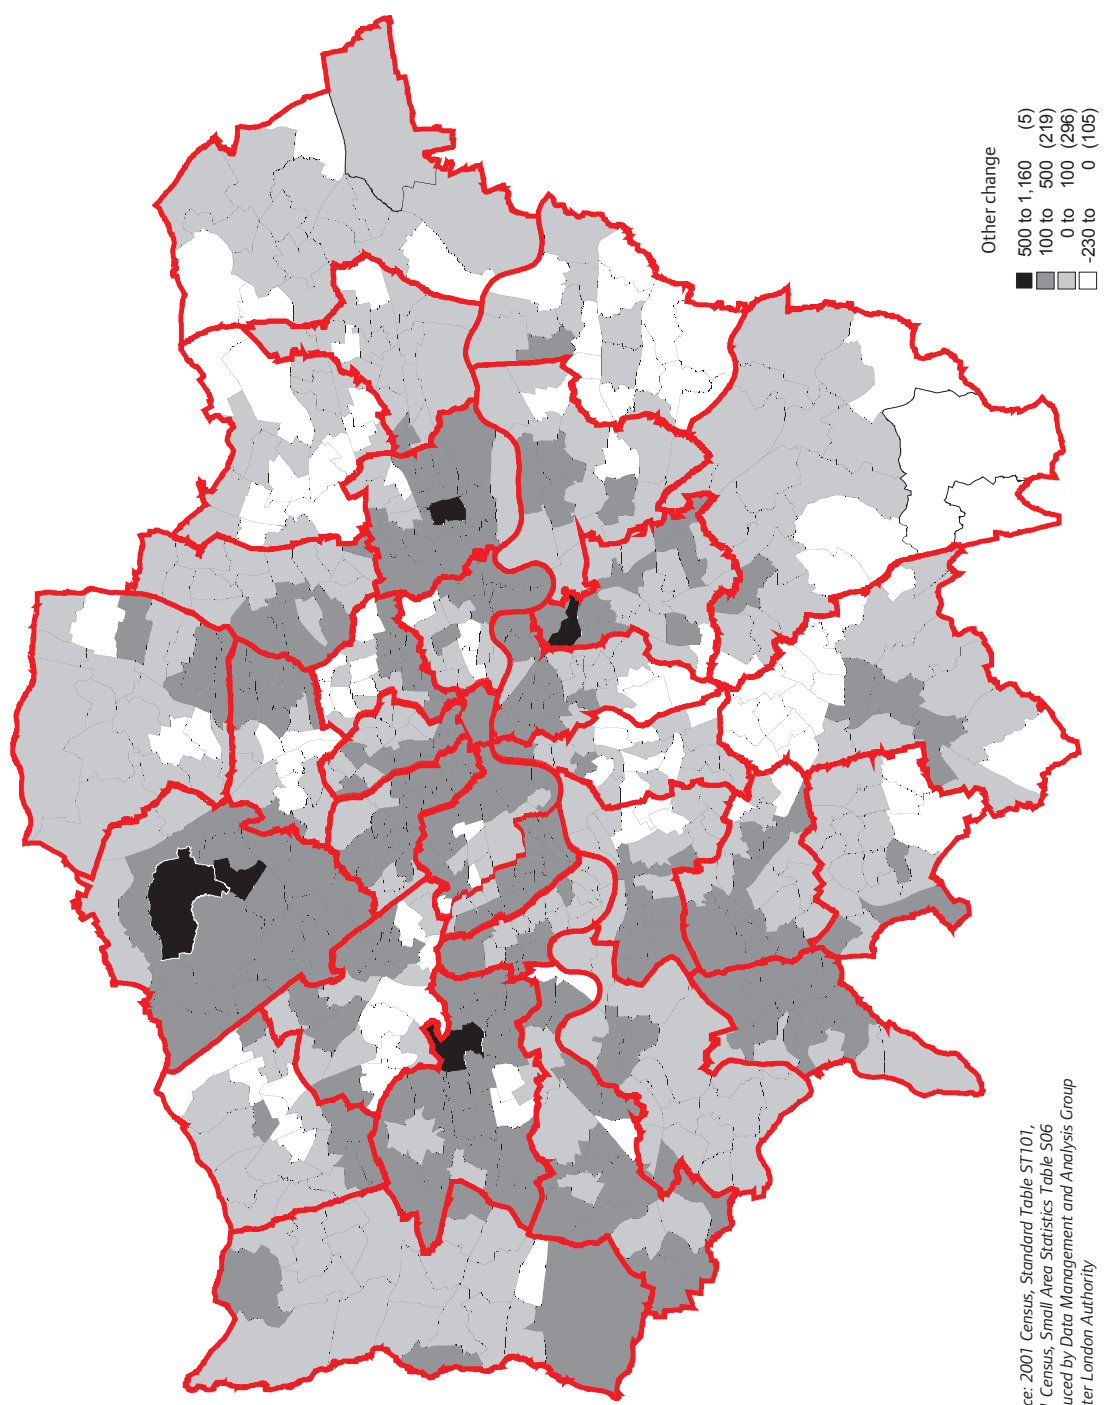 Other change
500 to 1,160 (5)
100 to 500 (219)
0 to 100 (296)
-230 to 0 (105)
ce: 2001 Census, Standard Table ST101,
Census, Small Area Statistics Table S06
uced by Data Management and Analysis Group
ter London Authority